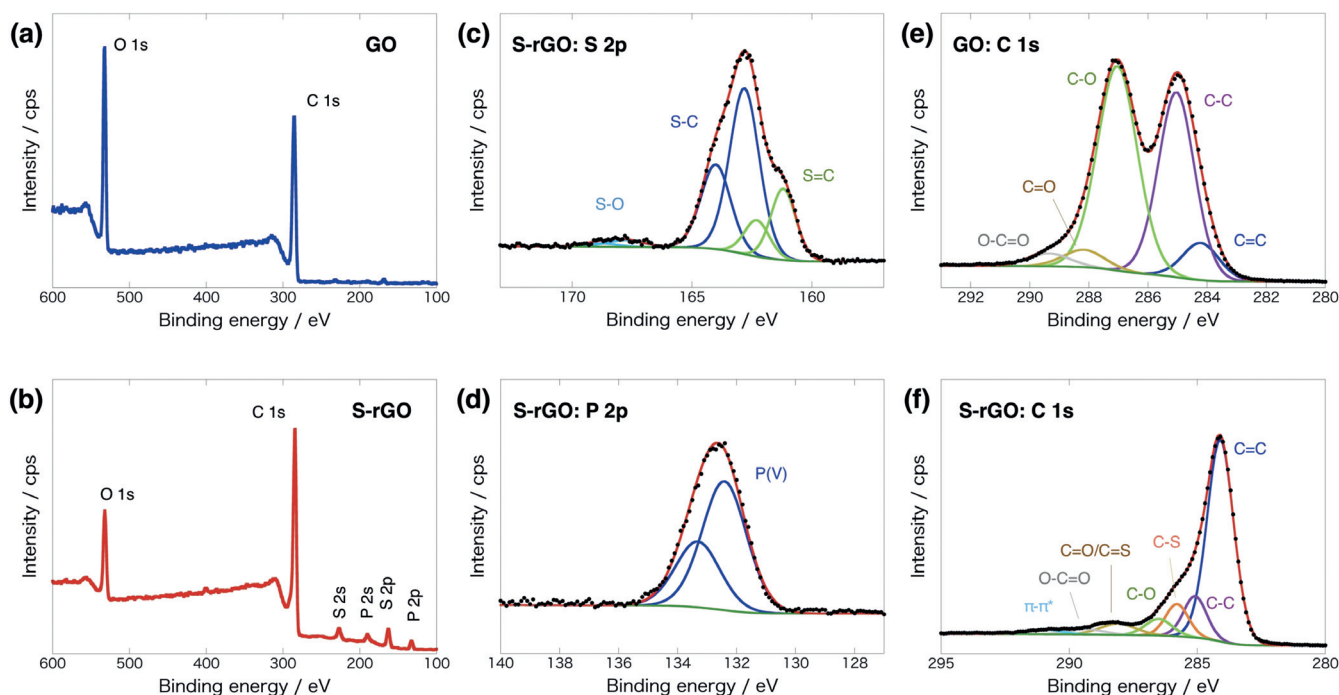 (a)
GO
O 1s
C 1s
Intensity / cps
600 500 400 300 200 100
Binding energy / eV
(c)
S-rGO: S 2p
S-C
S=C
S-O
Intensity / cps
170 165 160
Binding energy / eV
(e)
GO: C 1s
C-O
C-C
C=O
O-C=O
C=C
Intensity / cps
292 290 288 286 284 282 280
Binding energy / eV
(b)
S-rGO
C 1s
O 1s
S 2s
P 2s
S 2p
P 2p
Intensity / cps
600 500 400 300 200 100
Binding energy / eV
(d)
S-rGO: P 2p
P(V)
Intensity / cps
140 138 136 134 132 130 128
Binding energy / eV
(f)
S-rGO: C 1s
C=C
C=O/C=S
C-S
O-C=O
C-O
π-π*
C-C
Intensity / cps
295 290 285 280
Binding energy / eV